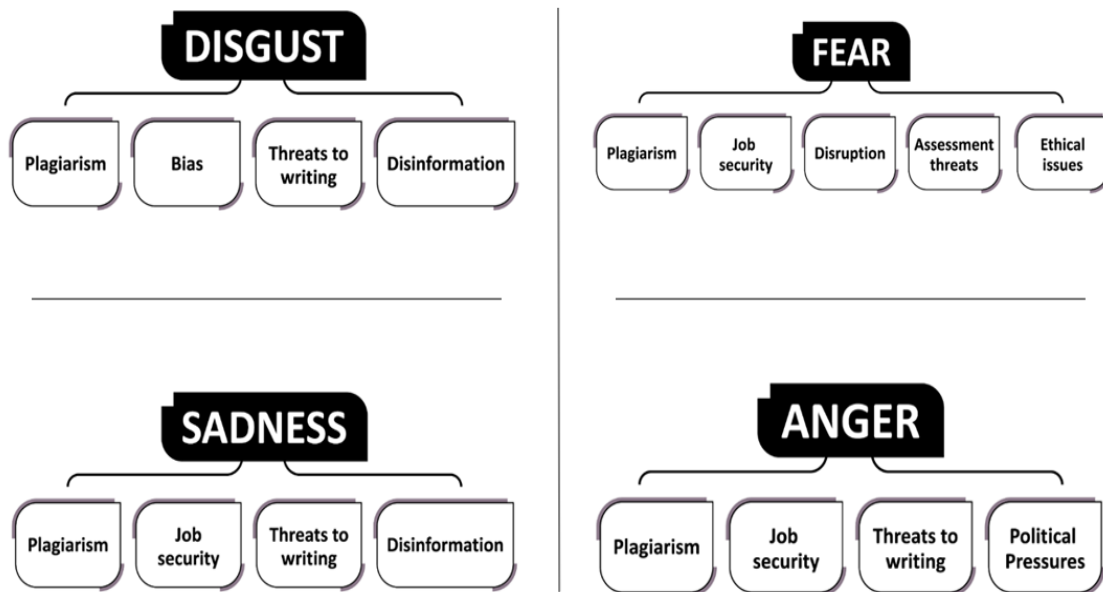 DISGUST
Plagiarism
Bias
Threats to
writing
Disinformation
FEAR
Plagiarism
Job
security
Disruption
Assessment
threats
Ethical
issues
SADNESS
Plagiarism
Job
security
Threats to
writing
Disinformation
ANGER
Plagiarism
Job
security
Threats to
writing
Political
Pressures